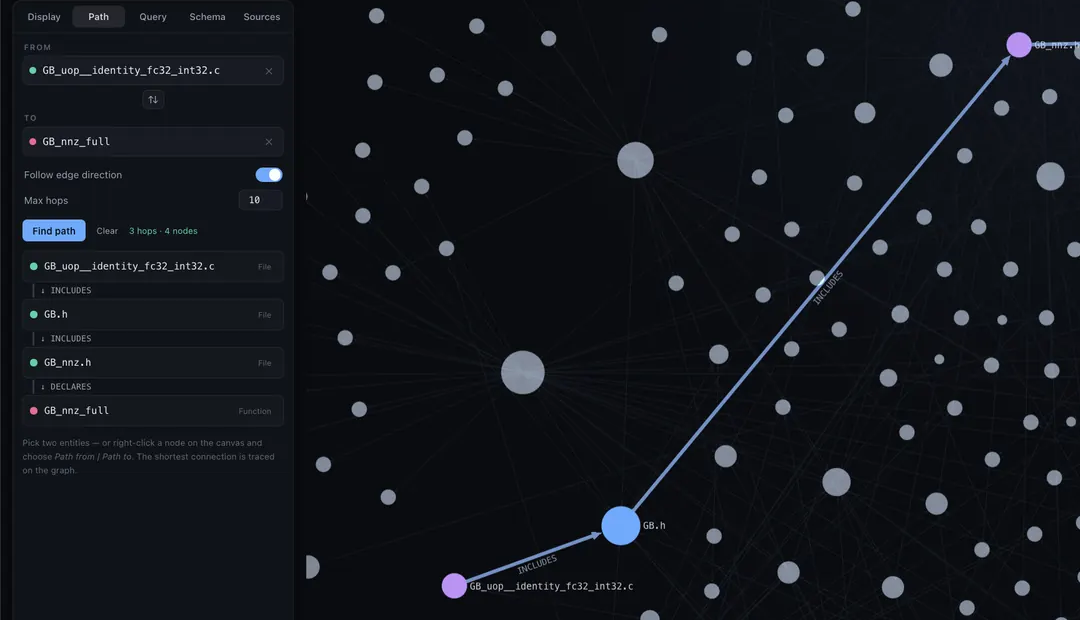 Display Path Query Schema Sources
FROM
GB_uop__identity_fc32_int32.c ×
TO
GB_nnz_full ×
Follow edge direction
Max hops 10
Find path Clear 3 hops · 4 nodes
GB_uop__identity_fc32_int32.c File
↓ INCLUDES
GB.h File
↓ INCLUDES
GB_nnz.h File
↓ DECLARES
GB_nnz_full Function
Pick two entities — or right-click a node on the canvas and
choose Path from / Path to. The shortest connection is traced
on the graph.
GB_nnz.h
INCLUDES
GB.h
INCLUDES
GB_uop__identity_fc32_int32.c